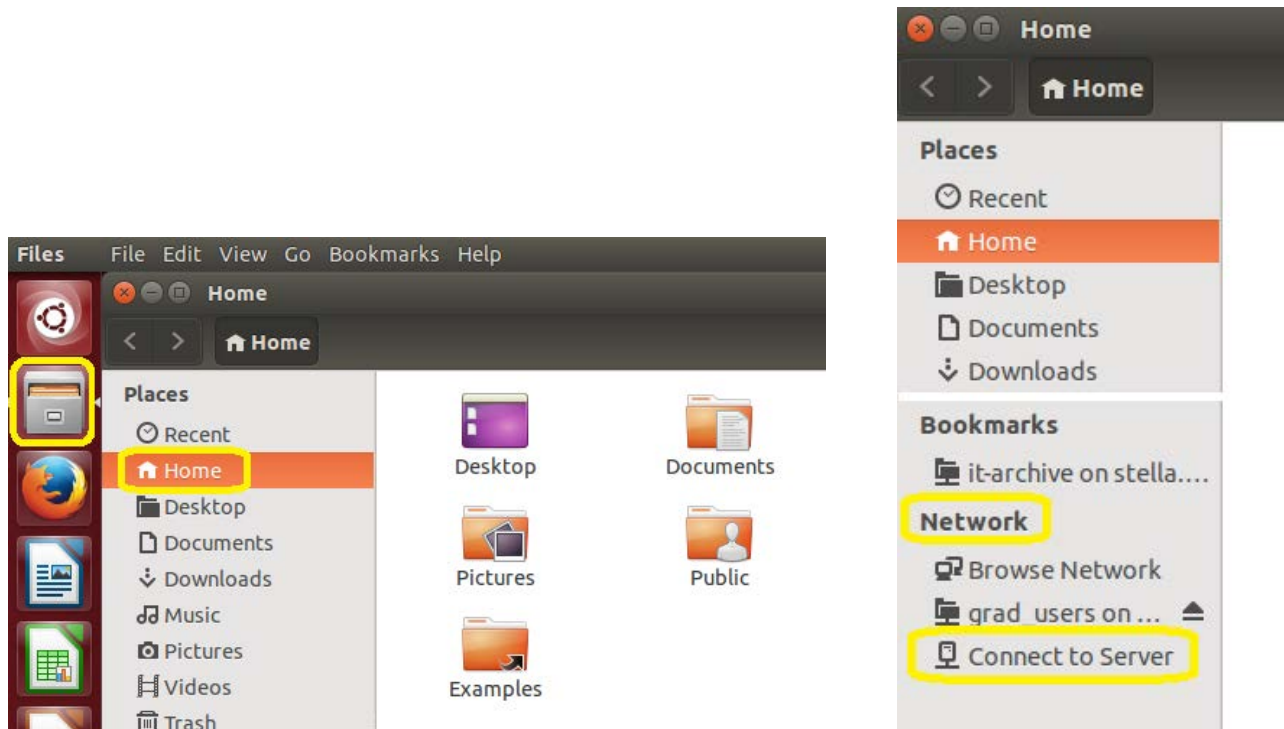 Files File Edit View Go Bookmarks Help
Home
Home
Places
Recent
Home
Desktop
Documents
Downloads
Music
Pictures
Videos
Trash
Desktop Documents
Pictures Public
Examples
Home
Home
Places
Recent
Home
Desktop
Documents
Downloads
Bookmarks
it-archive on stella....
Network
Browse Network
grad_users on ...
Connect to Server